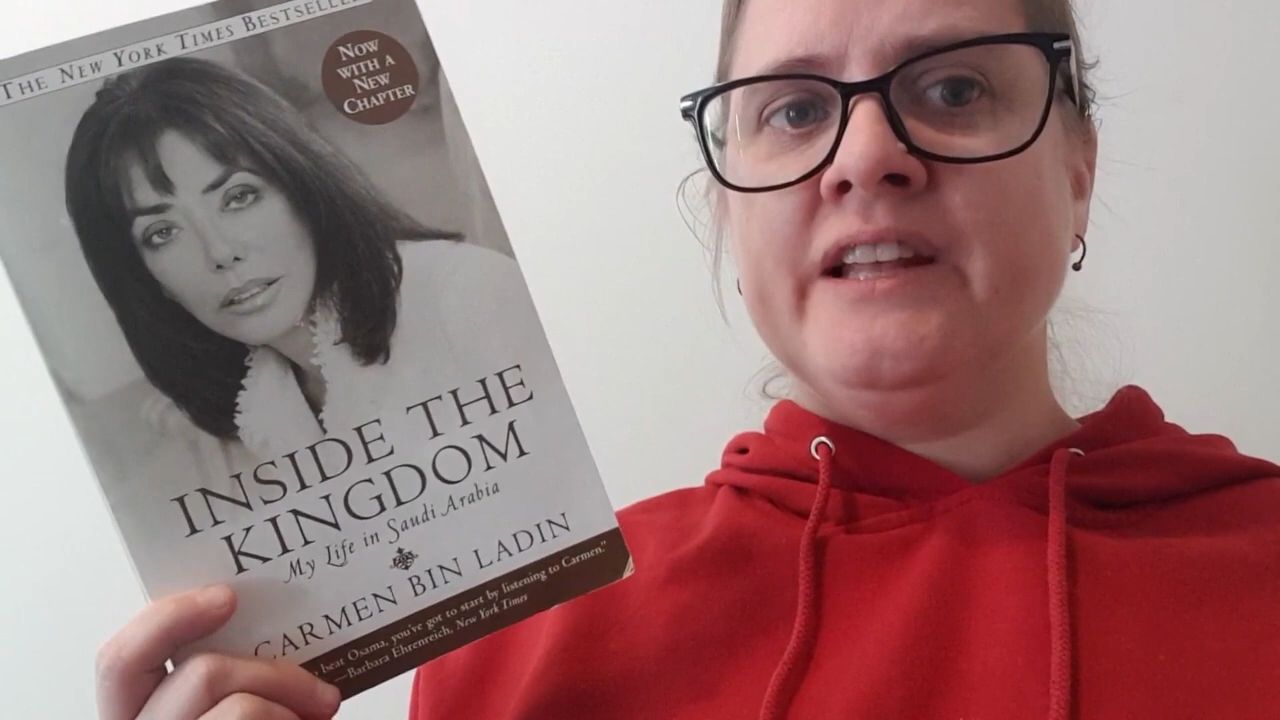 THE NEW YORK TIMES BESTSELLE
NOW
WITH A
NEW
CHAPTER
INSIDE THE
KINGDOM
My Life in Saudi Arabia
CARMEN BIN LADIN
beat Osama, you've got to start by listening to Carmen."
—Barbara Ehrenreich, New York Times